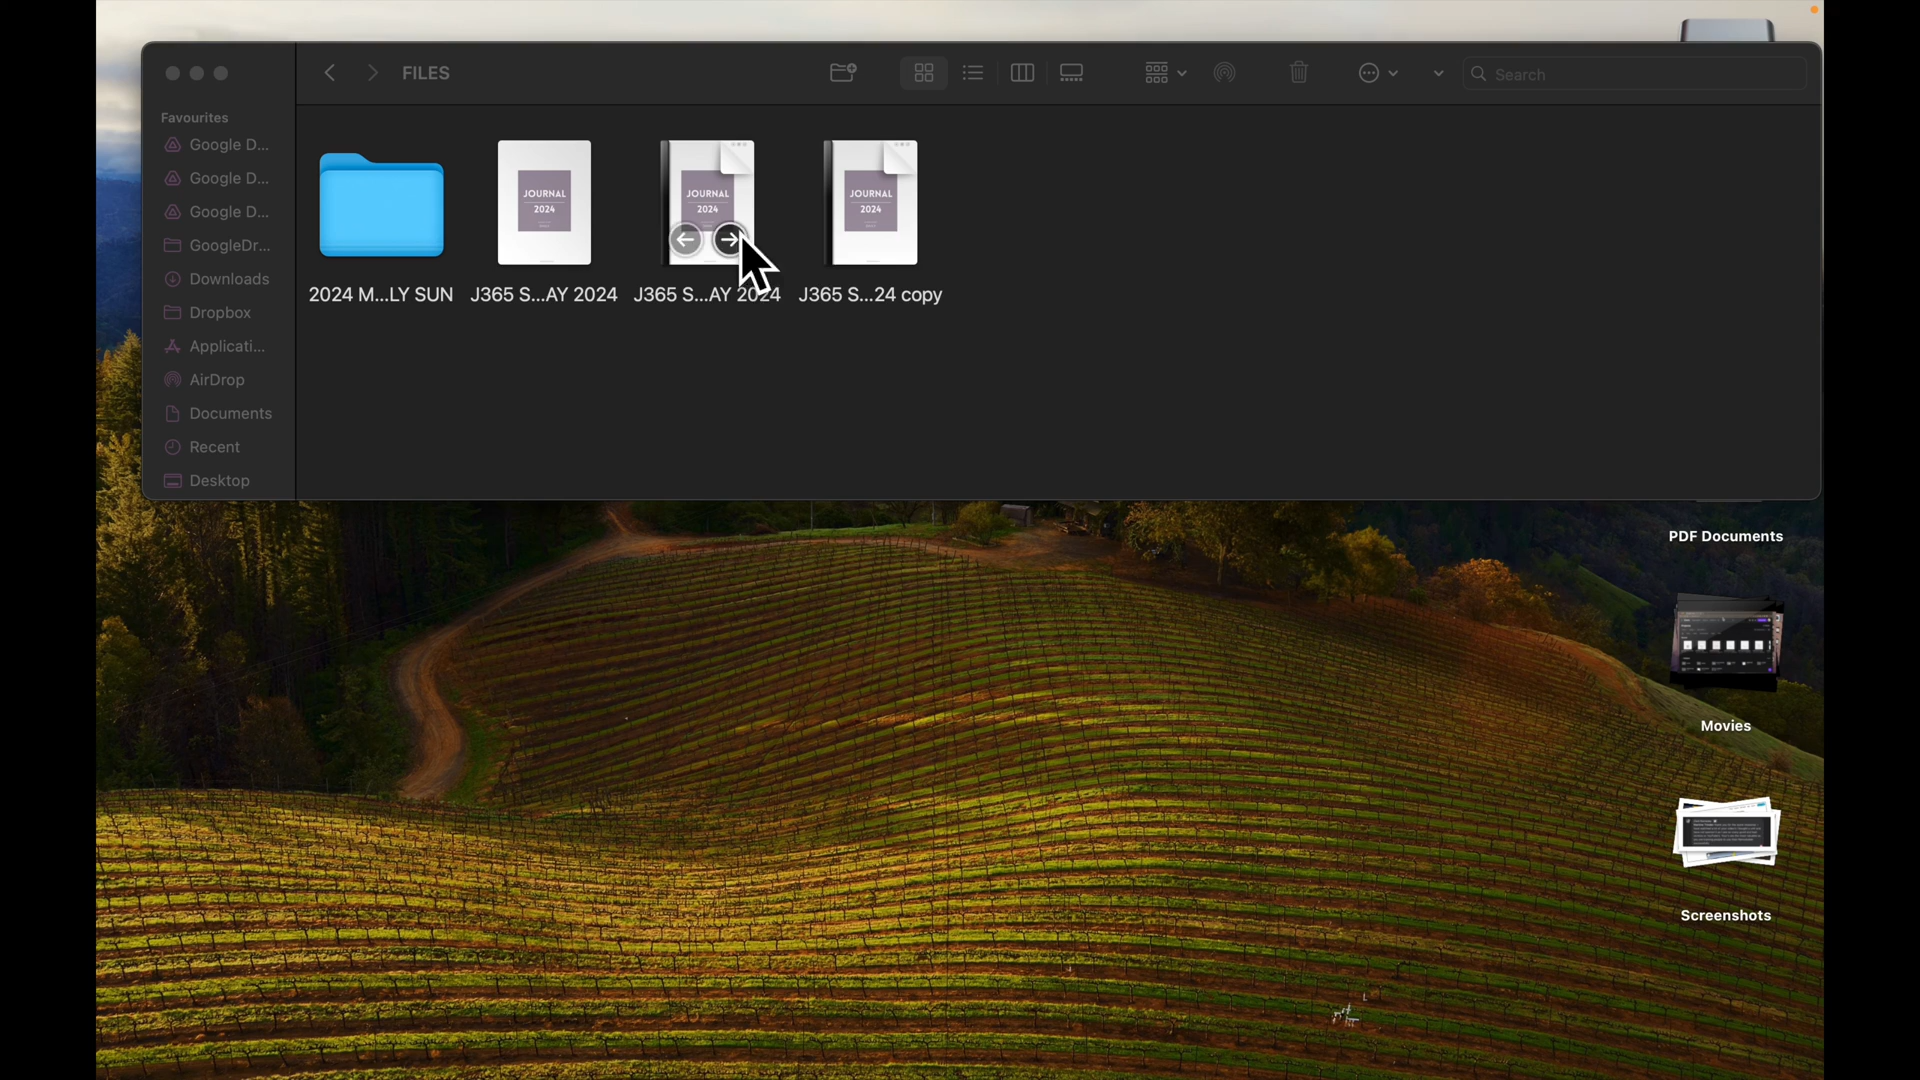 FILES
Search
Favourites
Google D...
Google D...
Google D...
GoogleDr...
Downloads
Dropbox
Applicati...
AirDrop
Documents
Recent
Desktop
JOURNAL
2024
JOURNAL
2024
JOURNAL
2024
2024 M...LY SUN
J365 S...AY 2024
J365 S...AY 2024
J365 S...24 copy
PDF Documents
Movies
Screenshots